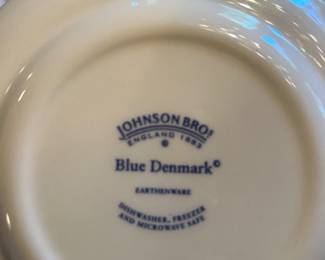 JOHNSON BROS
ENGLAND 1883
®
Blue Denmark©
EARTHENWARE
DISHWASHER, FREEZER
AND MICROWAVE SAFE